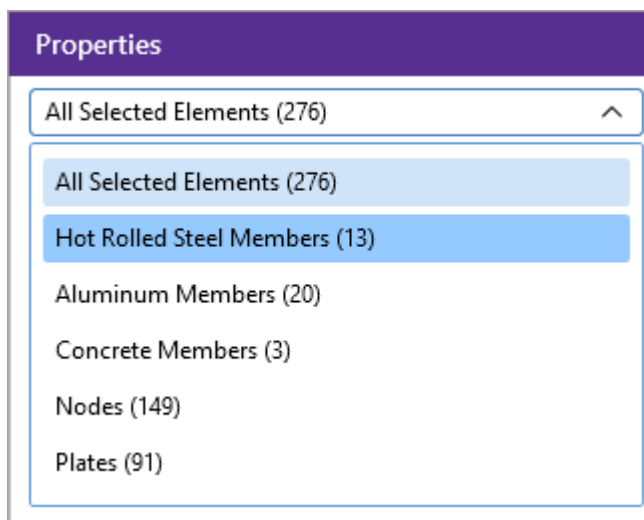 Properties
All Selected Elements (276)
All Selected Elements (276)
Hot Rolled Steel Members (13)
Aluminum Members (20)
Concrete Members (3)
Nodes (149)
Plates (91)